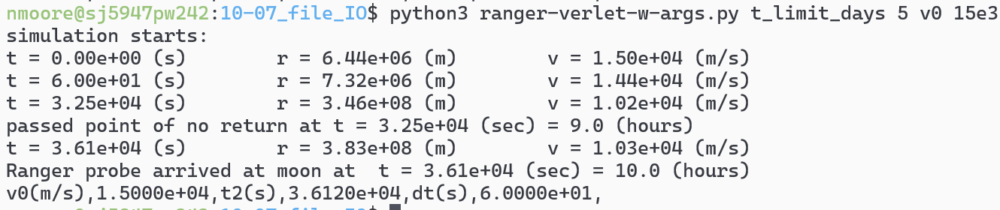 nmoore@sj5947pw242:10-07_file_IO$ python3 ranger-verlet-w-args.py t_limit_days 5 v0 15e3
simulation starts:
t = 0.00e+00 (s)        r = 6.44e+06 (m)        v = 1.50e+04 (m/s)
t = 6.00e+01 (s)        r = 7.32e+06 (m)        v = 1.44e+04 (m/s)
t = 3.25e+04 (s)        r = 3.46e+08 (m)        v = 1.02e+04 (m/s)
passed point of no return at t = 3.25e+04 (sec) = 9.0 (hours)
t = 3.61e+04 (s)        r = 3.83e+08 (m)        v = 1.03e+04 (m/s)
Ranger probe arrived at moon at  t = 3.61e+04 (sec) = 10.0 (hours)
v0(m/s),1.5000e+04,t2(s),3.6120e+04,dt(s),6.0000e+01,